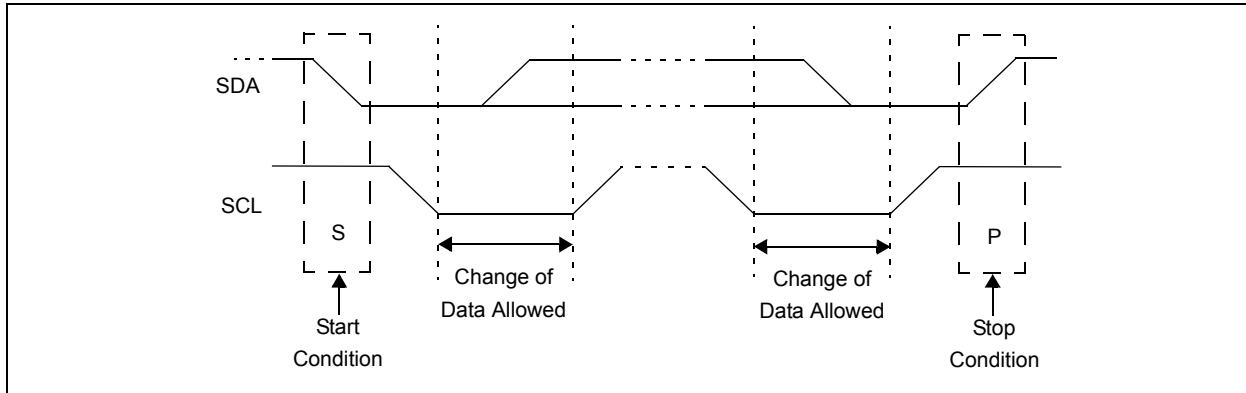 SDA
SCL
S
P
Change of
Data Allowed
Change of
Data Allowed
Start
Condition
Stop
Condition